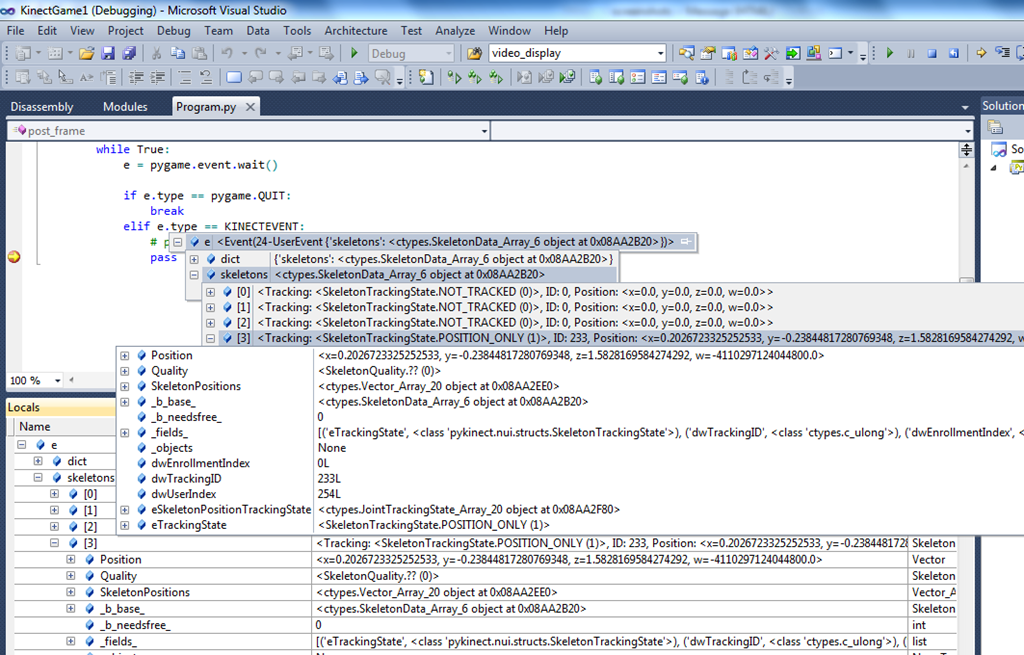 KinectGame1 (Debugging) - Microsoft Visual Studio
File Edit View Project Debug Team Data Tools Architecture Test Analyze Window Help
Debug video_display
Disassembly Modules Program.py Solution
post_frame
So
while True:
e = pygame.event.wait()
if e.type == pygame.QUIT:
break
elif e.type == KINECTEVENT:
# p
e <Event(24-UserEvent {'skeletons': <ctypes.SkeletonData_Array_6 object at 0x08AA2B20>})>
pass
dict {'skeletons': <ctypes.SkeletonData_Array_6 object at 0x08AA2B20>}
skeletons <ctypes.SkeletonData_Array_6 object at 0x08AA2B20>
[0] <Tracking: <SkeletonTrackingState.NOT_TRACKED (0)>, ID: 0, Position: <x=0.0, y=0.0, z=0.0, w=0.0>>
[1] <Tracking: <SkeletonTrackingState.NOT_TRACKED (0)>, ID: 0, Position: <x=0.0, y=0.0, z=0.0, w=0.0>>
[2] <Tracking: <SkeletonTrackingState.NOT_TRACKED (0)>, ID: 0, Position: <x=0.0, y=0.0, z=0.0, w=0.0>>
[3] <Tracking: <SkeletonTrackingState.POSITION_ONLY (1)>, ID: 233, Position: <x=0.2026723325252533, y=-0.23844817280769348, z=1.5828169584274292, w
Position <x=0.2026723325252533, y=-0.23844817280769348, z=1.5828169584274292, w=-4110297124044800.0>
Quality <SkeletonQuality.?? (0)>
SkeletonPositions <ctypes.Vector_Array_20 object at 0x08AA2EE0>
_b_base_ <ctypes.SkeletonData_Array_6 object at 0x08AA2B20>
_b_needsfree_ 0
_fields_ [('eTrackingState', <class 'pykinect.nui.structs.SkeletonTrackingState'>), ('dwTrackingID', <class 'ctypes.c_ulong'>), ('dwEnrollmentIndex', <
_objects None
dwEnrollmentIndex 0L
dwTrackingID 233L
dwUserIndex 254L
eSkeletonPositionTrackingState <ctypes.JointTrackingState_Array_20 object at 0x08AA2F80>
eTrackingState <SkeletonTrackingState.POSITION_ONLY (1)>
100 %
Locals
Name
e
dict
skeletons
[0]
[1]
[2]
[3] <Tracking: <SkeletonTrackingState.POSITION_ONLY (1)>, ID: 233, Position: <x=0.2026723325252533, y=-0.2384481728 Skeleton
Position <x=0.2026723325252533, y=-0.23844817280769348, z=1.5828169584274292, w=-4110297124044800.0> Vector
Quality <SkeletonQuality.?? (0)> Skeleton
SkeletonPositions <ctypes.Vector_Array_20 object at 0x08AA2EE0> Vector_A
_b_base_ <ctypes.SkeletonData_Array_6 object at 0x08AA2B20> Skeleton
_b_needsfree_ 0 int
_fields_ [('eTrackingState', <class 'pykinect.nui.structs.SkeletonTrackingState'>), ('dwTrackingID', <class 'ctypes.c_ulong'>), ( list